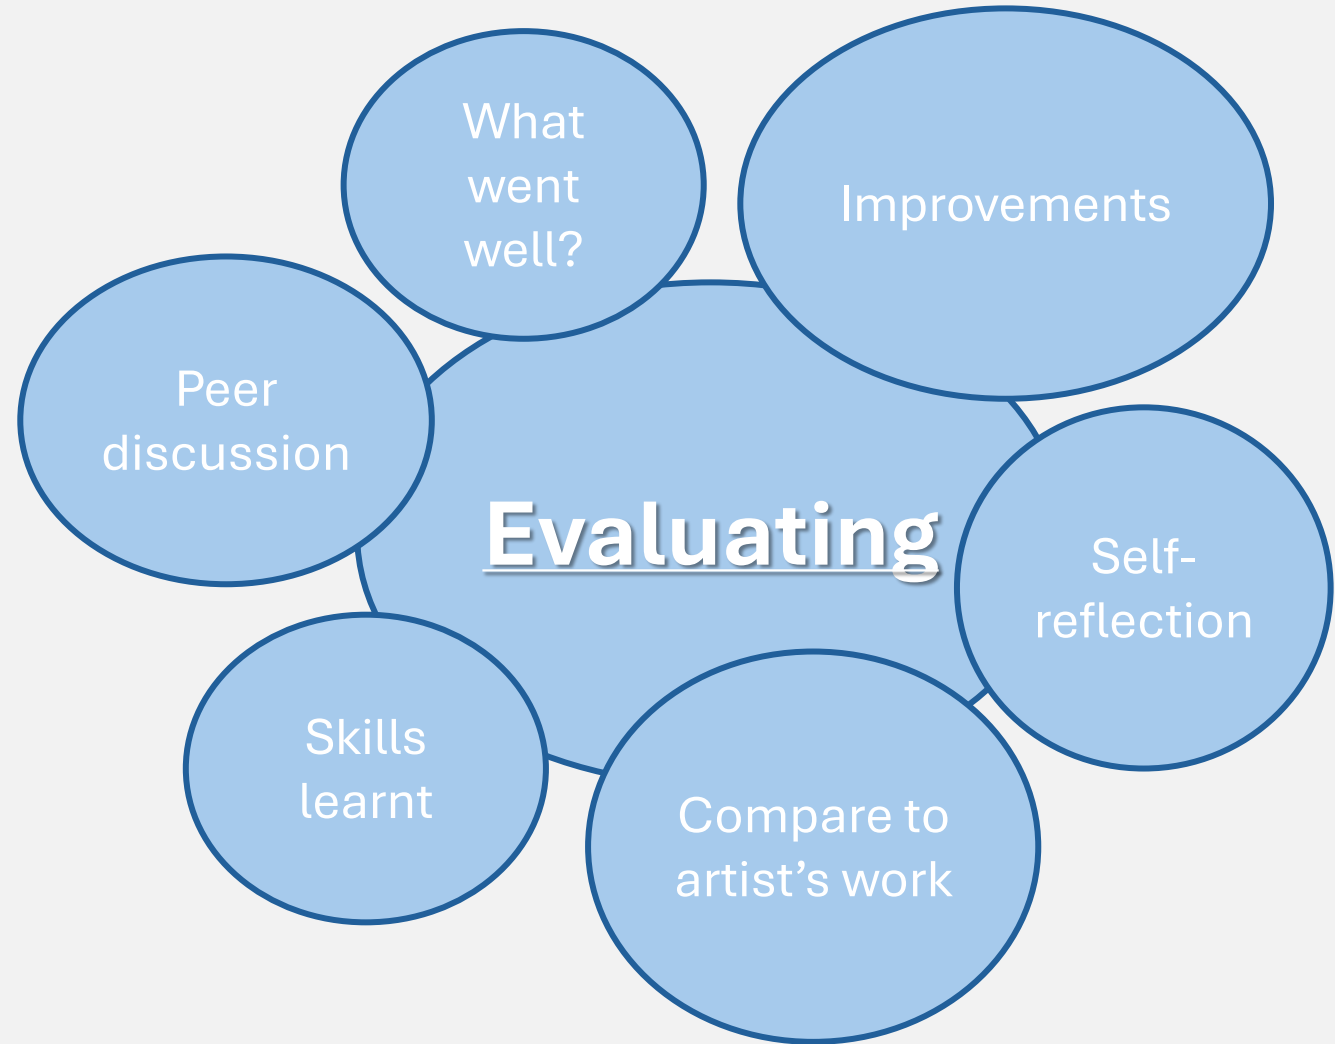 What
went
well?
Improvements
Peer
discussion
Evaluating
Self-
reflection
Skills
learnt
Compare to
artist’s work